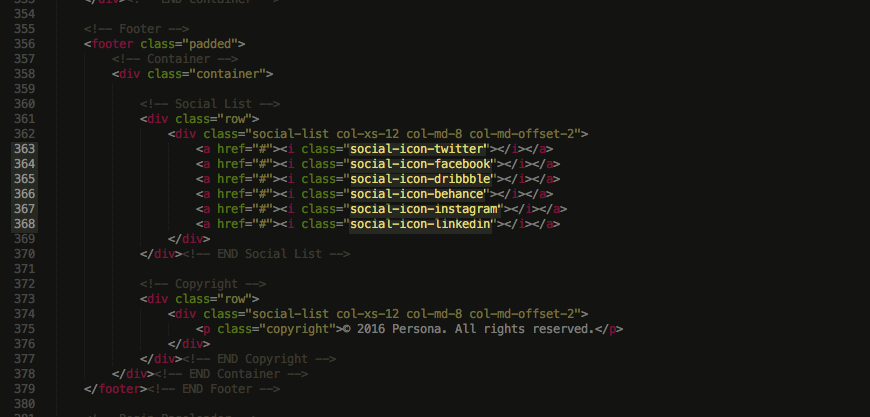 353 </div><!-- END Container -->
354
355 <!-- Footer -->
356 <footer class="padded">
357 <!-- Container -->
358 <div class="container">
359
360 <!-- Social List -->
361 <div class="row">
362 <div class="social-list col-xs-12 col-md-8 col-md-offset-2">
363 <a href="#"><i class="social-icon-twitter"></i></a>
364 <a href="#"><i class="social-icon-facebook"></i></a>
365 <a href="#"><i class="social-icon-dribbble"></i></a>
366 <a href="#"><i class="social-icon-behance"></i></a>
367 <a href="#"><i class="social-icon-instagram"></i></a>
368 <a href="#"><i class="social-icon-linkedin"></i></a>
369 </div>
370 </div><!-- END Social List -->
371
372 <!-- Copyright -->
373 <div class="row">
374 <div class="social-list col-xs-12 col-md-8 col-md-offset-2">
375 <p class="copyright">© 2016 Persona. All rights reserved.</p>
376 </div>
377 </div><!-- END Copyright -->
378 </div><!-- END Container -->
379 </footer><!-- END Footer -->
380
381